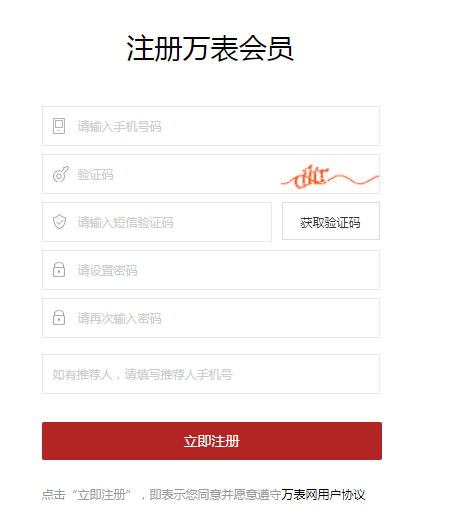 注册万表会员
请输入手机号码
验证码
请输入短信验证码
获取验证码
请设置密码
请再次输入密码
如有推荐人，请填写推荐人手机号
立即注册
点击“立即注册”，即表示您同意并愿意遵守万表网用户协议